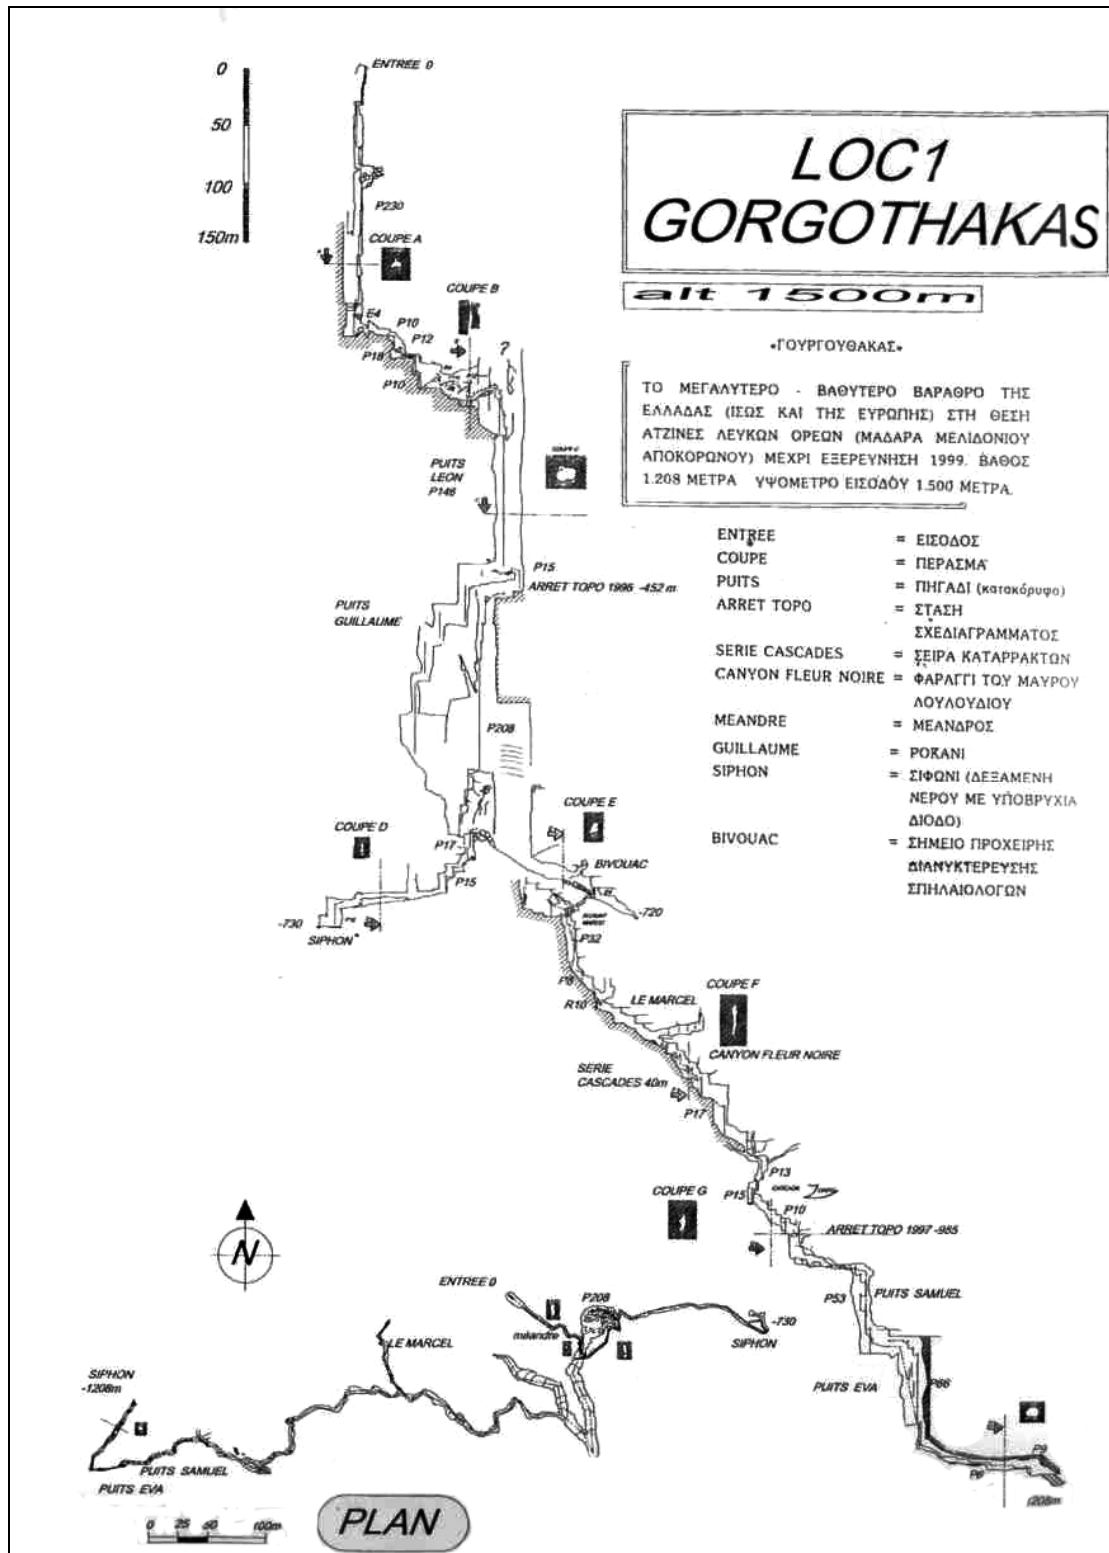 0
50
100
150m
ENTREE 0
P230
COUPE A
COUPE B
E4
P10
P12
P18
P10
?
PUITS
LEON
P146
P15
ARRET TOPO 1996 -452 m
PUITS
GUILLAUME
P208
COUPE D
COUPE E
P17
P15
BIVOUAC
-720
-730
SIPHON
P32
P8
R10
LE MARCEL
COUPE F
CANYON FLEUR NOIRE
SERIE
CASCADES 40m
P17
P13
COUPE G
P15
P10
ARRET TOPO 1997 -985
P53
PUITS SAMUEL
PUITS EVA
P66
P9
P6
1208m
LOC1
GORGOTHAKAS
alt 1500m
«ΓΟΥΡΓΟΥΘΑΚΑΣ»
ΤΟ ΜΕΓΑΛΥΤΕΡΟ - ΒΑΘΥΤΕΡΟ ΒΑΡΑΘΡΟ ΤΗΣ
ΕΛΛΑΔΑΣ (ΙΣΩΣ ΚΑΙ ΤΗΣ ΕΥΡΩΠΗΣ) ΣΤΗ ΘΕΣΗ
ΑΤΖΙΝΕΣ ΛΕΥΚΩΝ ΟΡΕΩΝ (ΜΑΔΑΡΑ ΜΕΛΙΔΟΝΙΟΥ
ΑΠΟΚΟΡΩΝΟΥ) ΜΕΧΡΙ ΕΞΕΡΕΥΝΗΣΗ 1999. ΒΑΘΟΣ
1.208 ΜΕΤΡΑ ΥΨΟΜΕΤΡΟ ΕΙΣΟΔΟΥ 1.500 ΜΕΤΡΑ.
ENTREE = ΕΙΣΟΔΟΣ
COUPE = ΠΕΡΑΣΜΑ
PUITS = ΠΗΓΑΔΙ (κατακόρυφο)
ARRET TOPO = ΣΤΑΣΗ
ΣΧΕΔΙΑΓΡΑΜΜΑΤΟΣ
SERIE CASCADES = ΣΕΙΡΑ ΚΑΤΑΡΡΑΚΤΩΝ
CANYON FLEUR NOIRE = ΦΑΡΑΓΓΙ ΤΟΥ ΜΑΥΡΟΥ
ΛΟΥΛΟΥΔΙΟΥ
MEANDRE = ΜΕΑΝΔΡΟΣ
GUILLAUME = ΡΟΚΑΝΙ
SIPHON = ΣΙΦΩΝΙ (ΔΕΞΑΜΕΝΗ
ΝΕΡΟΥ ΜΕ ΥΠΟΒΡΥΧΙΑ
ΔΙΟΔΟ)
BIVOUAC = ΣΗΜΕΙΟ ΠΡΟΧΕΙΡΗΣ
ΔΙΑΝΥΚΤΕΡΕΥΣΗΣ
ΣΠΗΛΑΙΟΛΟΓΩΝ
N
ENTREE 0
P208
méandre
-730
SIPHON
LE MARCEL
SIPHON
-1208m
PUITS SAMUEL
PUITS EVA
0 25 50 100m
PLAN